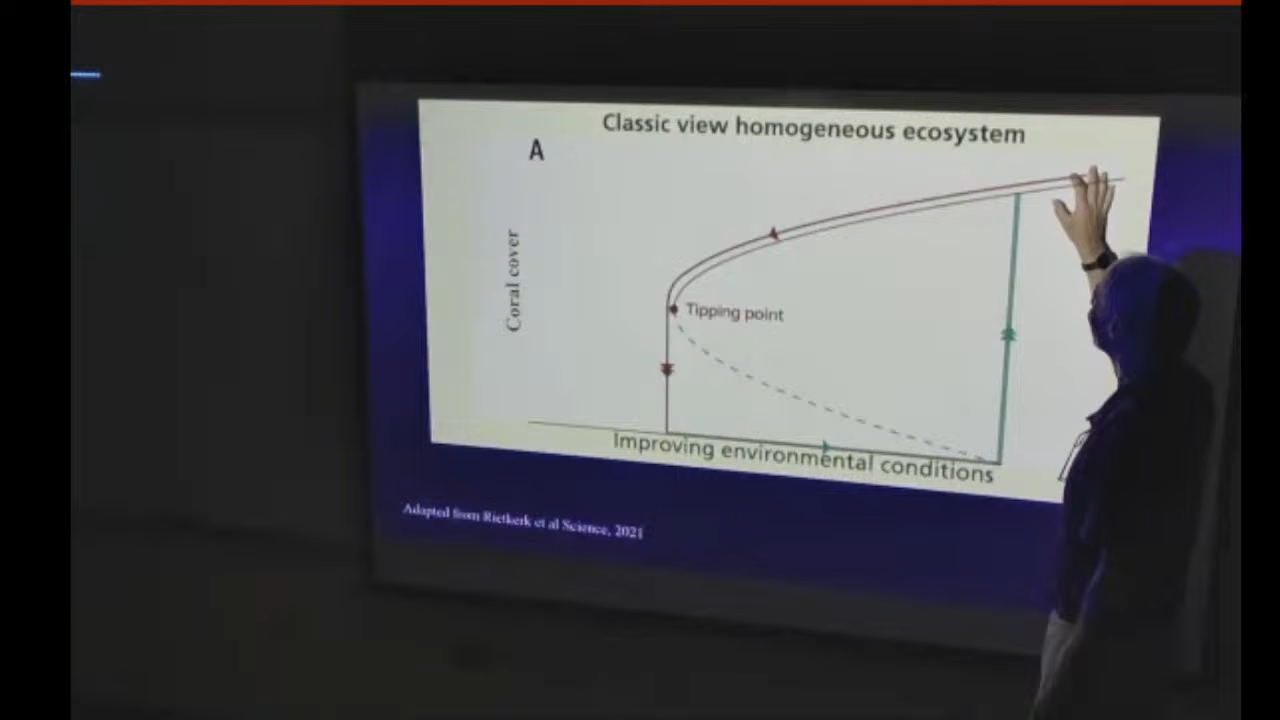 Classic view homogeneous ecosystem
A
Coral cover
Tipping point
Improving environmental conditions
Adapted from Rietkerk et al Science, 2021